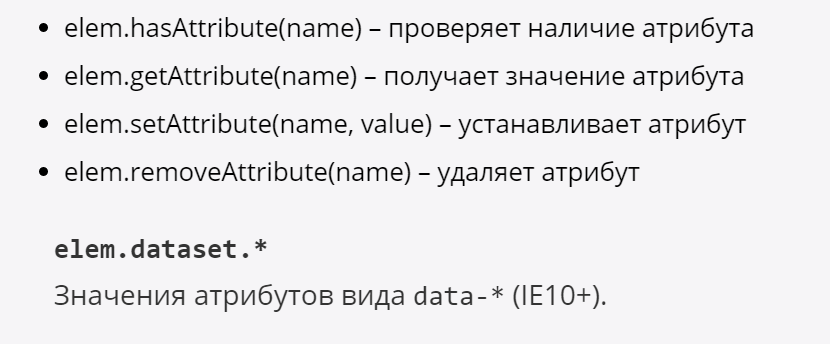 • elem.hasAttribute(name) – проверяет наличие атрибута
• elem.getAttribute(name) – получает значение атрибута
• elem.setAttribute(name, value) – устанавливает атрибут
• elem.removeAttribute(name) – удаляет атрибут
elem.dataset.*
Значения атрибутов вида data-* (IE10+).